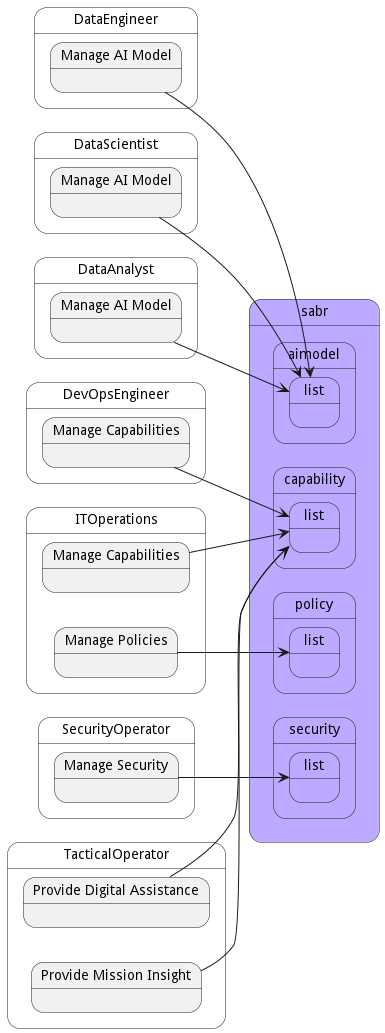 DataEngineer
Manage AI Model
DataScientist
Manage AI Model
DataAnalyst
Manage AI Model
DevOpsEngineer
Manage Capabilities
ITOperations
Manage Capabilities
Manage Policies
SecurityOperator
Manage Security
TacticalOperator
Provide Digital Assistance
Provide Mission Insight
sabr
aimodel
list
capability
list
policy
list
security
list